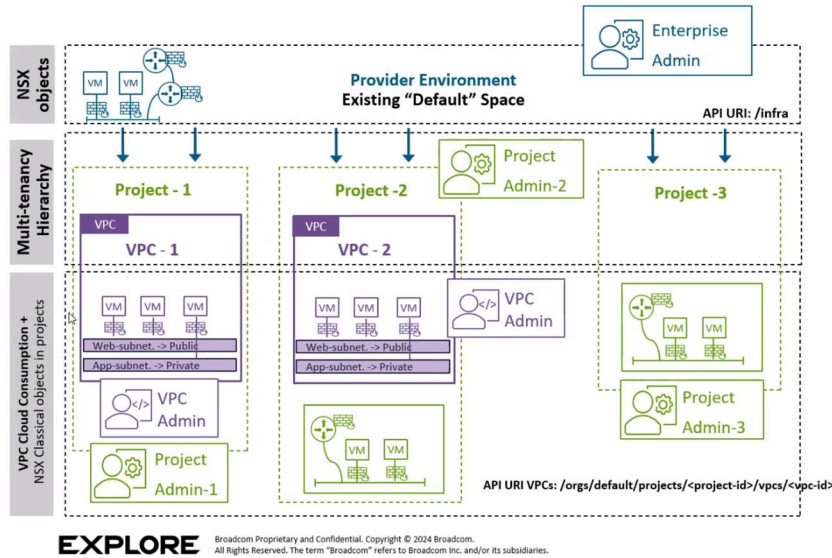 NSX
objects
VM
VM
Provider Environment
Existing "Default" Space
Enterprise
Admin
API URI: /infra
Multi-tenancy
Hierarchy
Project - 1
Project -2
Project
Admin-2
Project -3
VPC
VPC - 1
VPC
VPC - 2
VPC Cloud Consumption +
NSX Classical objects in projects
VM
VM
VM
Web-subnet. -> Public
App-subnet. -> Private
VM
VM
VM
Web-subnet. -> Public
App-subnet. -> Private
</>
VPC
Admin
VM
VM
</>
VPC
Admin
Project
Admin-3
Project
Admin-1
VM
VM
API URI VPCs: /orgs/default/projects/<project-id>/vpcs/<vpc-id>
EXPLORE
Broadcom Proprietary and Confidential. Copyright © 2024 Broadcom.
All Rights Reserved. The term "Broadcom" refers to Broadcom Inc. and/or its subsidiaries.